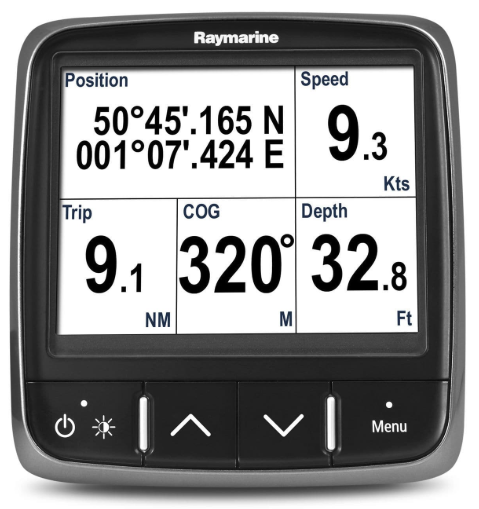 Raymarine
Position
50°45'.165 N
001°07'.424 E
Speed
9.3
Kts
Trip
9.1
NM
COG
320°
M
Depth
32.8
Ft
Menu